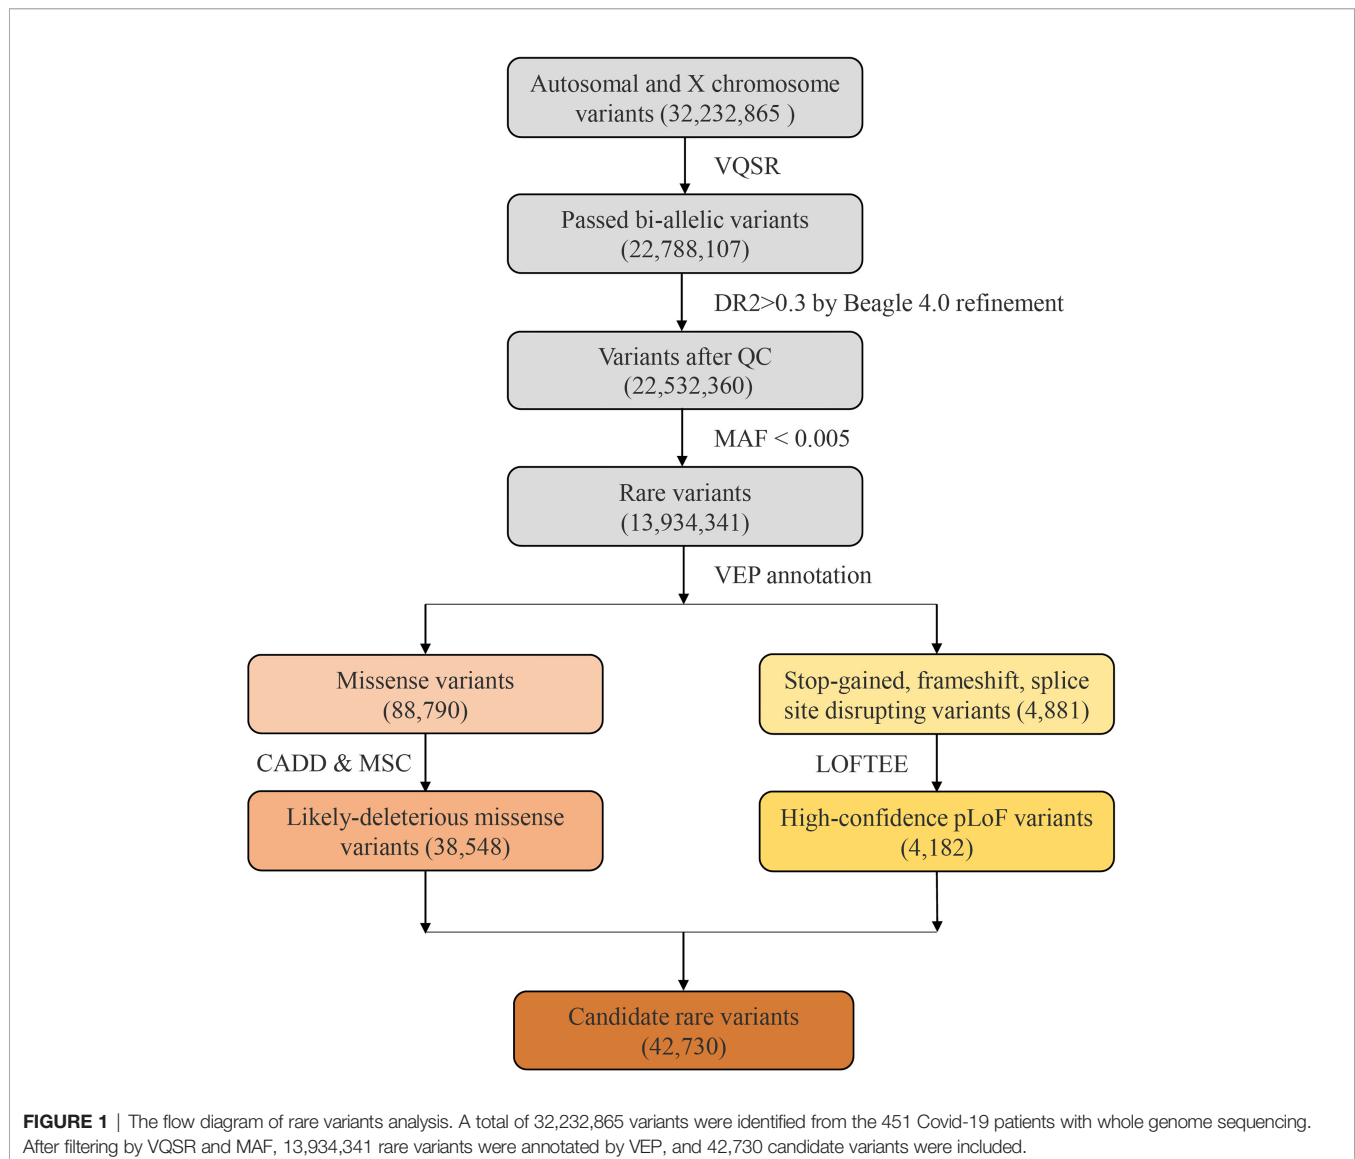 Autosomal and X chromosome
variants (32,232,865 )
VQSR
Passed bi-allelic variants
(22,788,107)
DR2>0.3 by Beagle 4.0 refinement
Variants after QC
(22,532,360)
MAF < 0.005
Rare variants
(13,934,341)
VEP annotation
Missense variants
(88,790)
Stop-gained, frameshift, splice
site disrupting variants (4,881)
CADD & MSC
LOFTEE
Likely-deleterious missense
variants (38,548)
High-confidence pLoF variants
(4,182)
Candidate rare variants
(42,730)
FIGURE 1 | The flow diagram of rare variants analysis. A total of 32,232,865 variants were identified from the 451 Covid-19 patients with whole genome sequencing.
After filtering by VQSR and MAF, 13,934,341 rare variants were annotated by VEP, and 42,730 candidate variants were included.